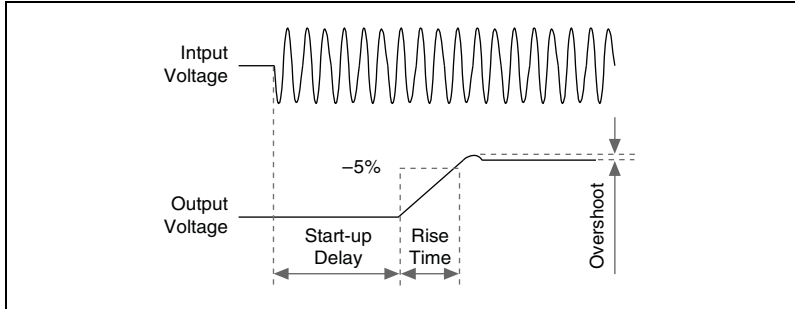 Intput
Voltage
–5%
Output
Voltage
Start-up
Delay
Rise
Time
Overshoot